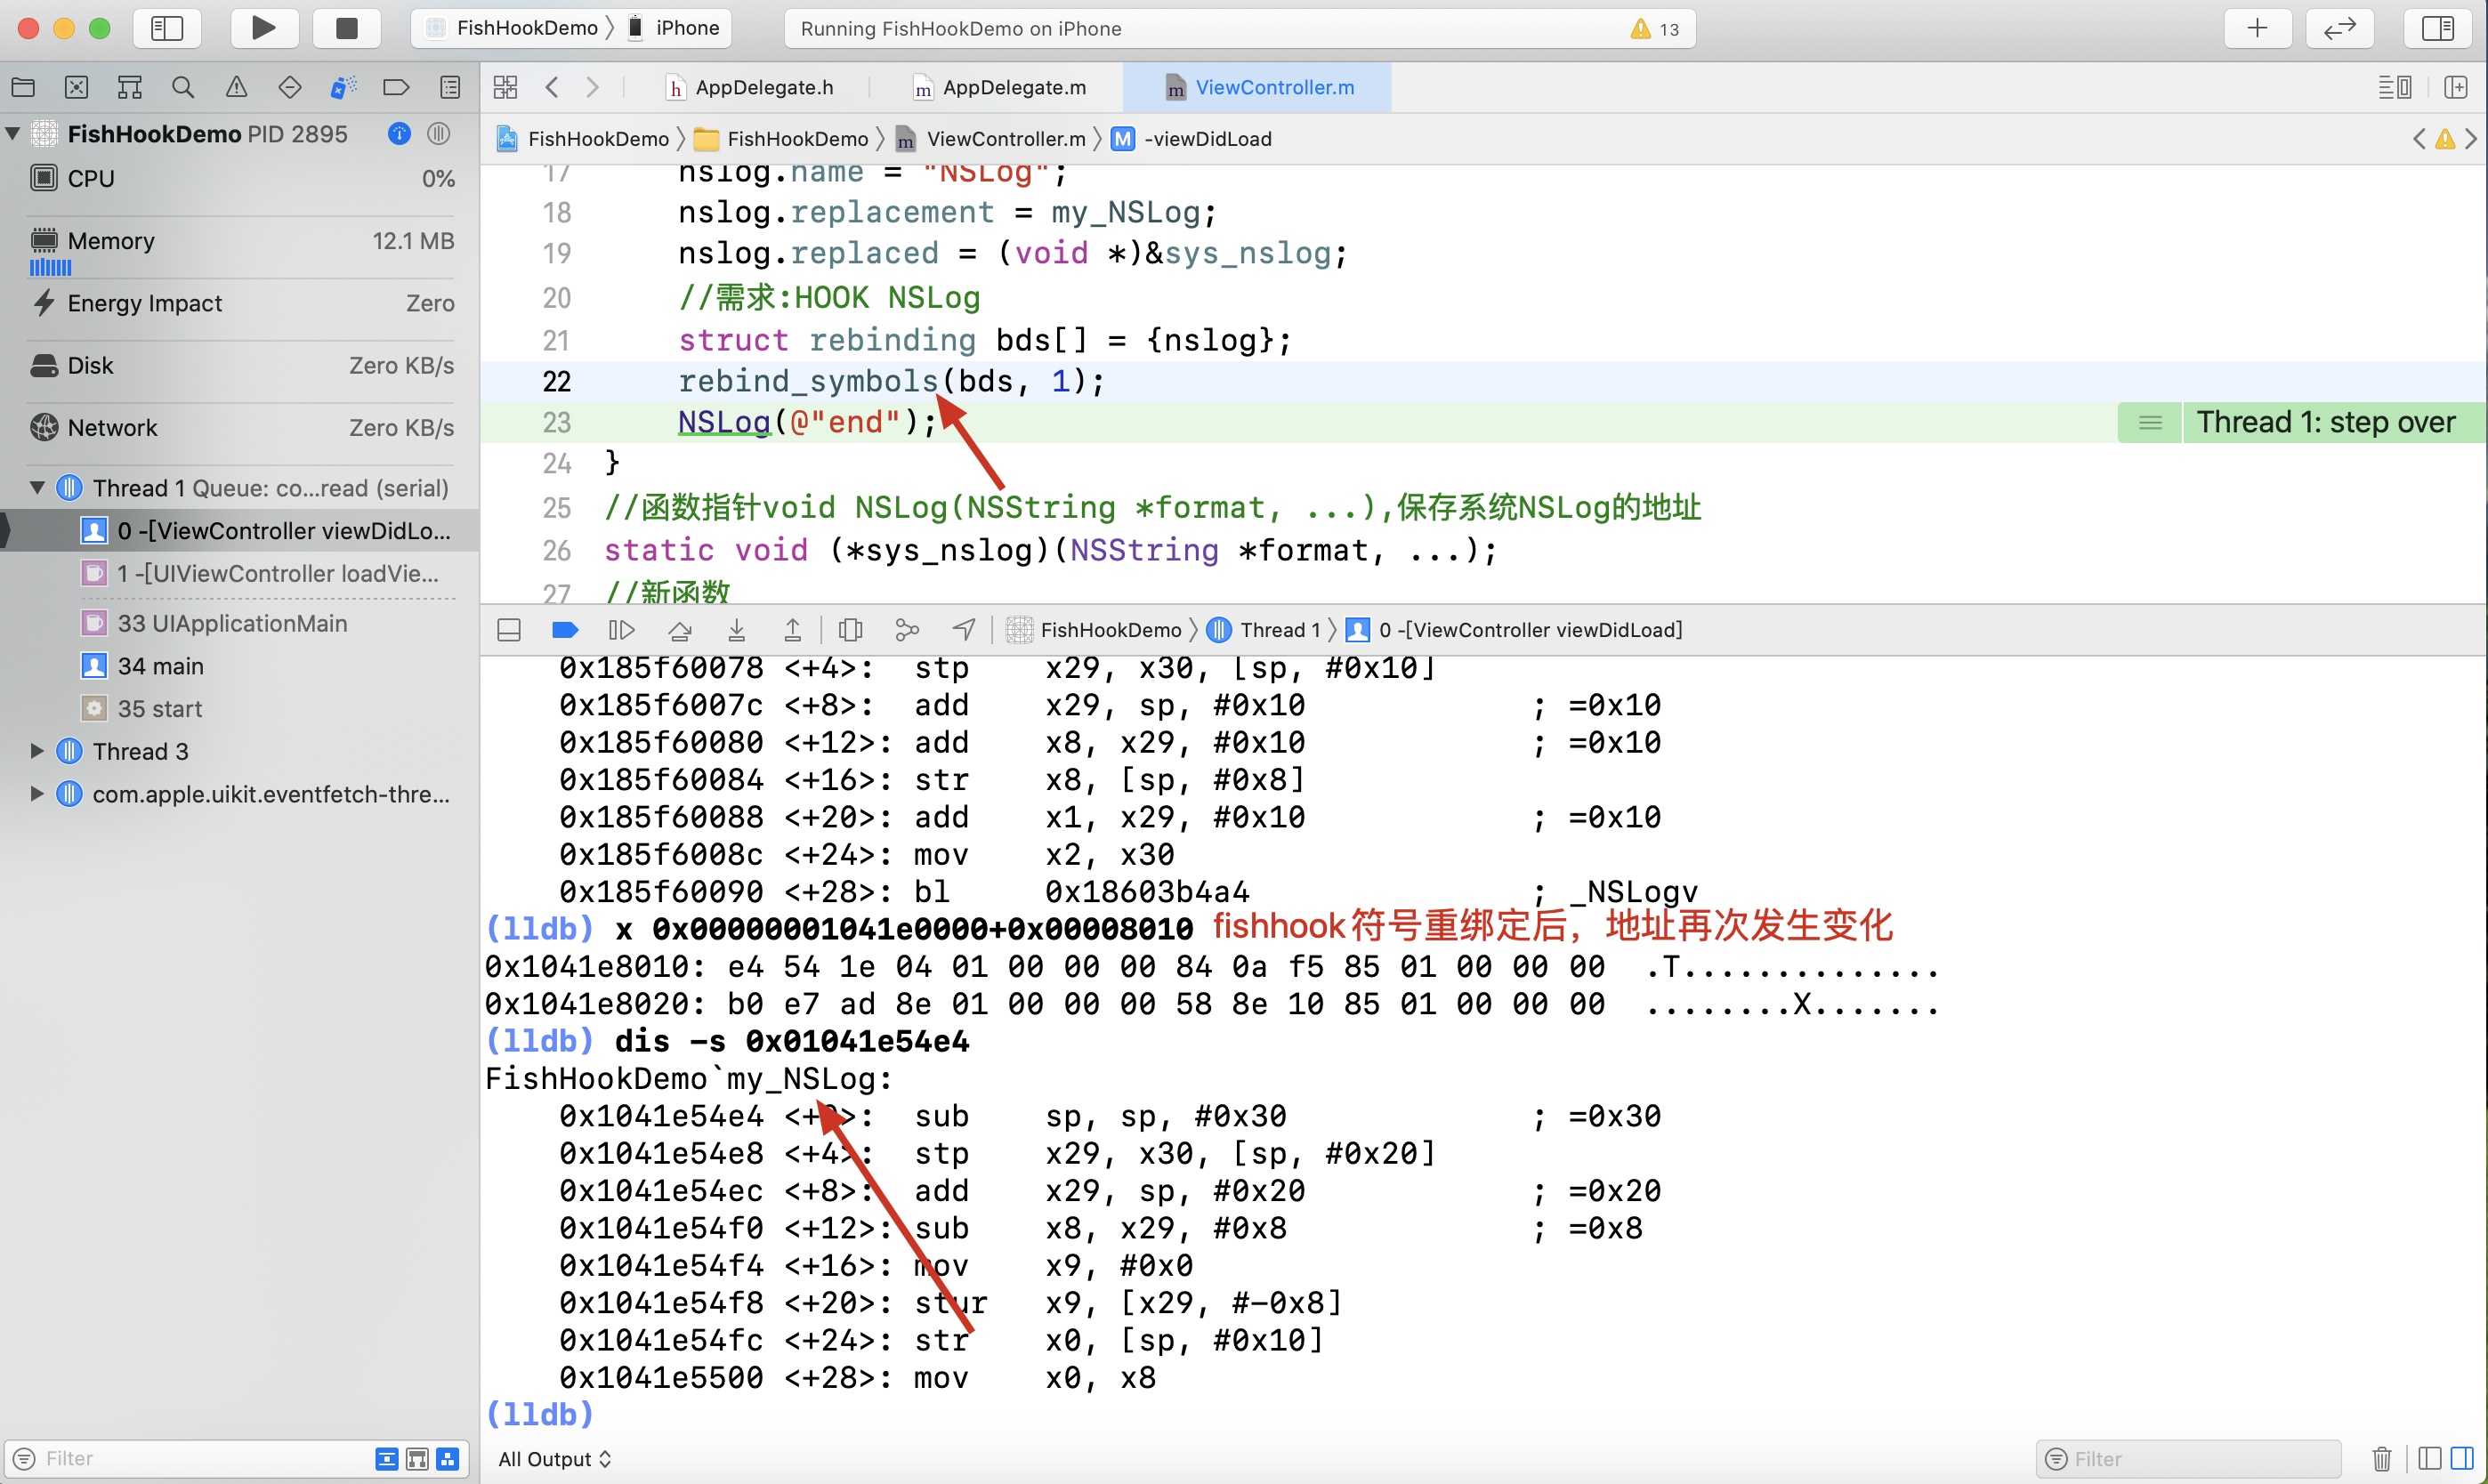 FishHookDemo 〉 iPhone
Running FishHookDemo on iPhone
13
AppDelegate.h
AppDelegate.m
ViewController.m
FishHookDemo PID 2895
FishHookDemo 〉 FishHookDemo 〉 ViewController.m 〉 M -viewDidLoad
CPU 0%
Memory 12.1 MB
Energy Impact Zero
Disk Zero KB/s
Network Zero KB/s
Thread 1 Queue: co...read (serial)
0 -[ViewController viewDidLo...
1 -[UIViewController loadVie...
33 UIApplicationMain
34 main
35 start
Thread 3
com.apple.uikit.eventfetch-thre...
Filter
17 nslog.name = "NSLog";
18 nslog.replacement = my_NSLog;
19 nslog.replaced = (void *)&sys_nslog;
20 //需求:HOOK NSLog
21 struct rebinding bds[] = {nslog};
22 rebind_symbols(bds, 1);
23 NSLog(@"end");
Thread 1: step over
24 }
25 //函数指针void NSLog(NSString *format, ...),保存系统NSLog的地址
26 static void (*sys_nslog)(NSString *format, ...);
27 //新函数
FishHookDemo 〉 Thread 1 〉 0 -[ViewController viewDidLoad]
0x185f60078 <+4>: stp x29, x30, [sp, #0x10]
0x185f6007c <+8>: add x29, sp, #0x10 ; =0x10
0x185f60080 <+12>: add x8, x29, #0x10 ; =0x10
0x185f60084 <+16>: str x8, [sp, #0x8]
0x185f60088 <+20>: add x1, x29, #0x10 ; =0x10
0x185f6008c <+24>: mov x2, x30
0x185f60090 <+28>: bl 0x18603b4a4 ; _NSLogv
(lldb) x 0x00000001041e0000+0x00008010 fishhook符号重绑定后，地址再次发生变化
0x1041e8010: e4 54 1e 04 01 00 00 00 84 0a f5 85 01 00 00 00 .T..............
0x1041e8020: b0 e7 ad 8e 01 00 00 00 58 8e 10 85 01 00 00 00 ........X.......
(lldb) dis -s 0x01041e54e4
FishHookDemo`my_NSLog:
0x1041e54e4 <+0>: sub sp, sp, #0x30 ; =0x30
0x1041e54e8 <+4>: stp x29, x30, [sp, #0x20]
0x1041e54ec <+8>: add x29, sp, #0x20 ; =0x20
0x1041e54f0 <+12>: sub x8, x29, #0x8 ; =0x8
0x1041e54f4 <+16>: mov x9, #0x0
0x1041e54f8 <+20>: stur x9, [x29, #-0x8]
0x1041e54fc <+24>: str x0, [sp, #0x10]
0x1041e5500 <+28>: mov x0, x8
(lldb)
All Output
Filter